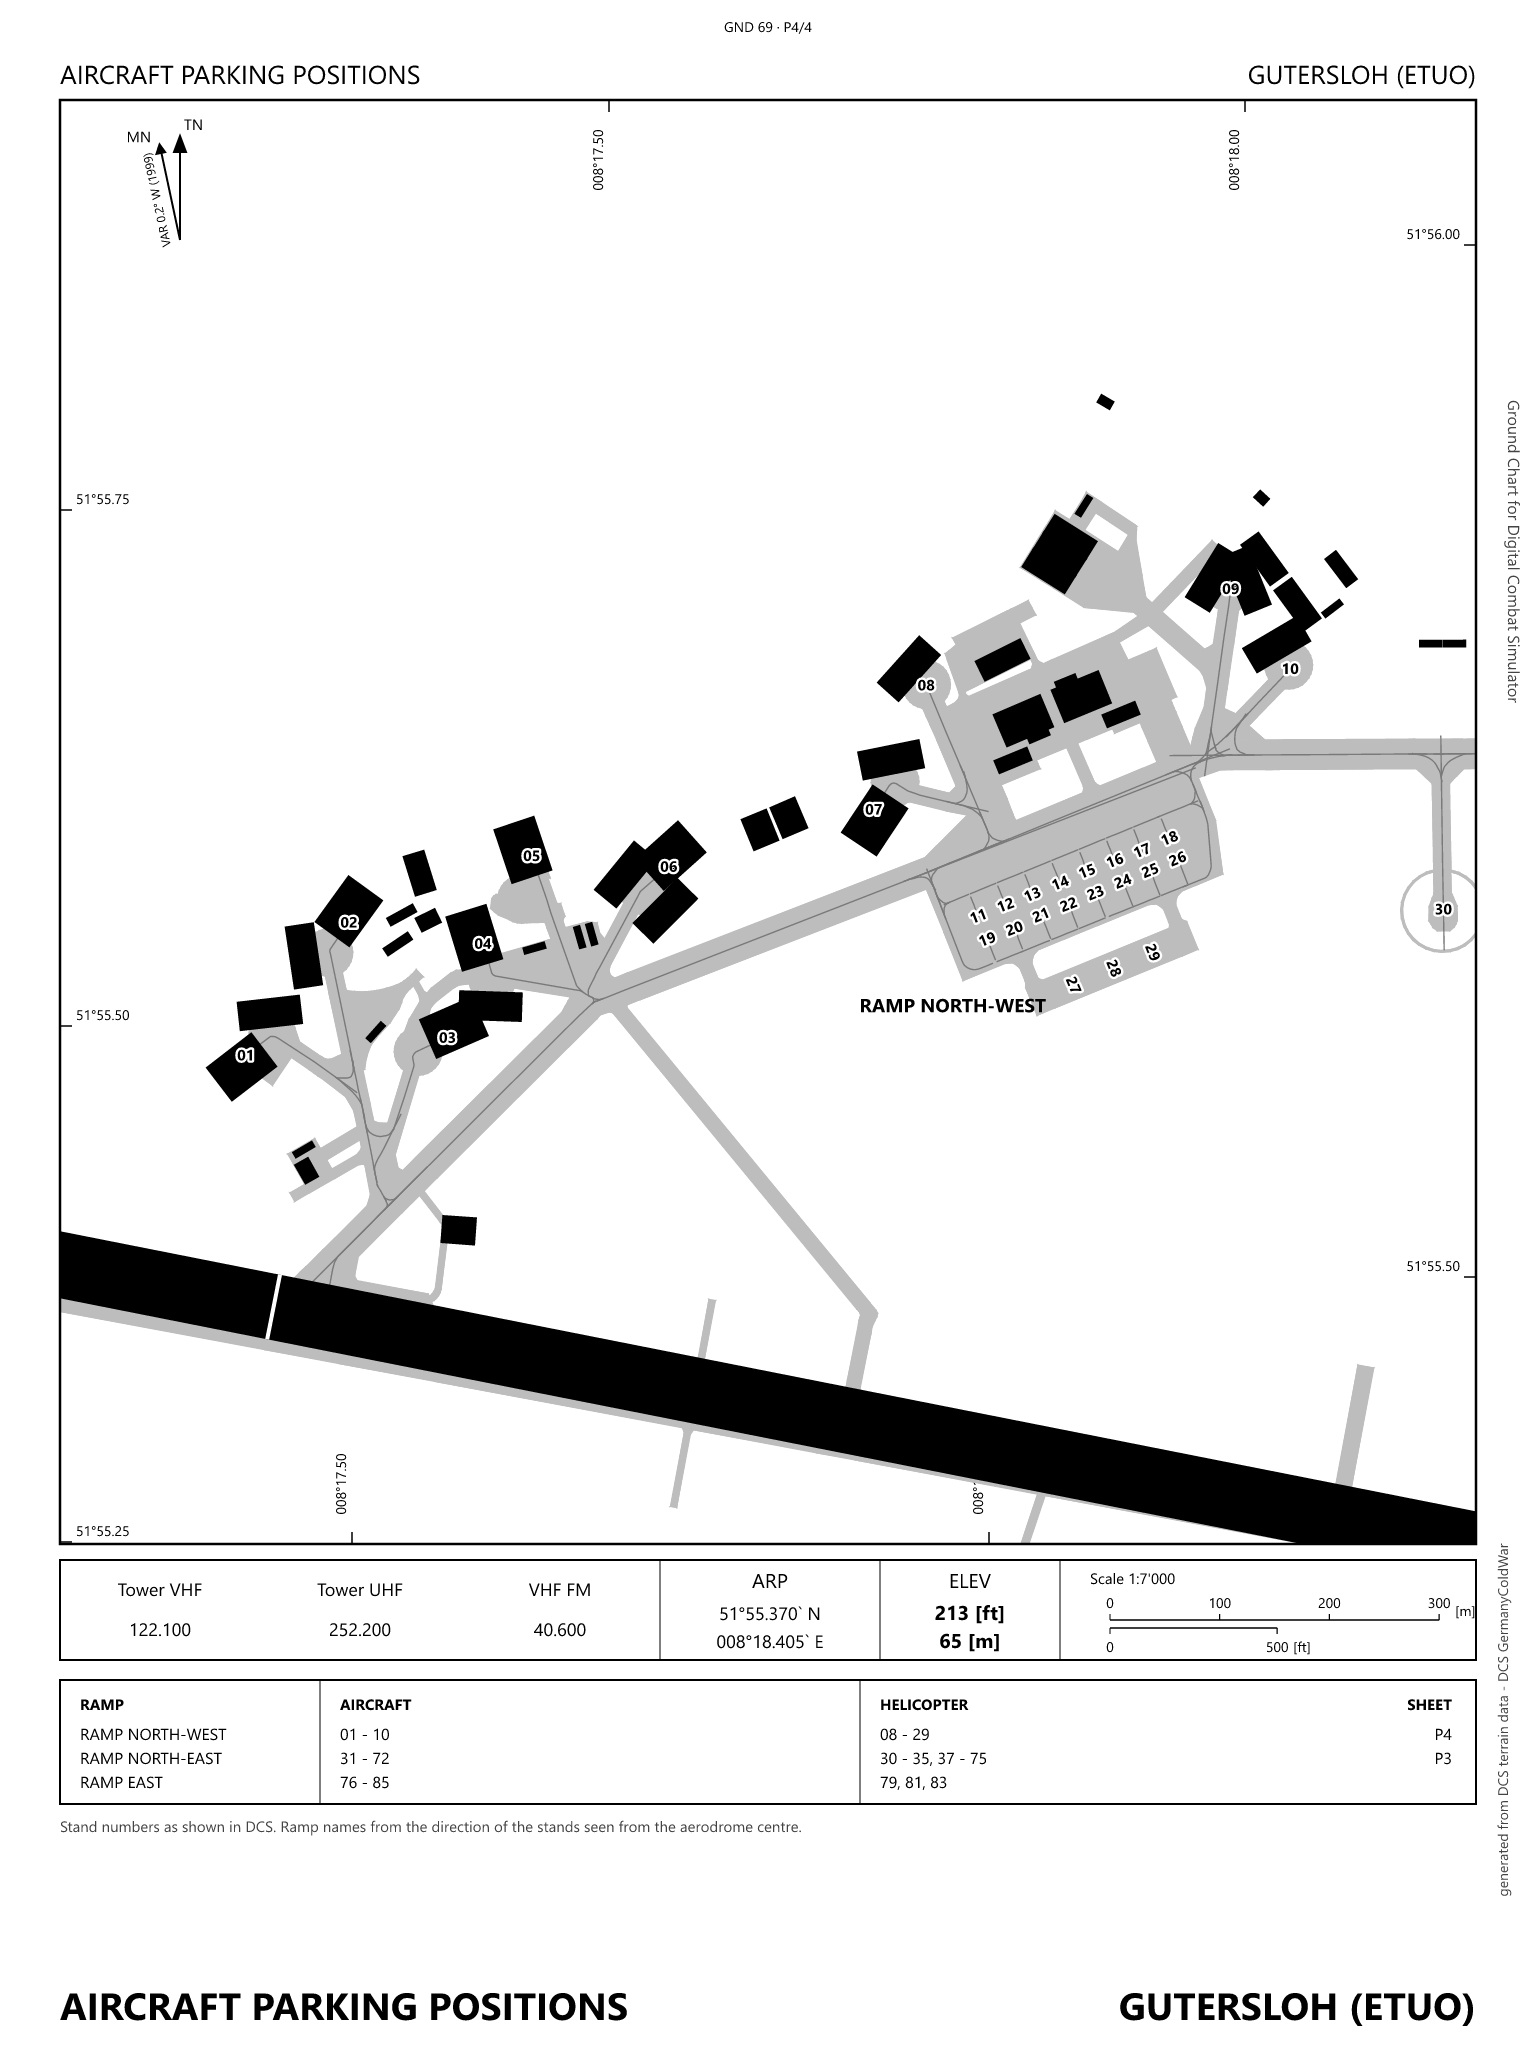 GND 69 · P4/4
AIRCRAFT PARKING POSITIONS
GUTERSLOH (ETUO)
MN
TN
VAR 0.2° W (1999)
008°17.50
008°18.00
51°56.00
51°55.75
09
10
08
07
05
06
02
04
03
01
18
17
16
15
14
13
12
11
26
25
24
23
22
21
20
19
29
28
27
30
RAMP NORTH-WEST
51°55.50
51°55.50
008°17.50
008°
51°55.25
Ground Chart for Digital Combat Simulator
generated from DCS terrain data - DCS GermanyColdWar
Tower VHF
122.100
Tower UHF
252.200
VHF FM
40.600
ARP
51°55.370` N
008°18.405` E
ELEV
213 [ft]
65 [m]
Scale 1:7'000
0 100 200 300 [m]
0 500 [ft]
RAMP AIRCRAFT HELICOPTER SHEET
RAMP NORTH-WEST 01 - 10 08 - 29 P4
RAMP NORTH-EAST 31 - 72 30 - 35, 37 - 75 P3
RAMP EAST 76 - 85 79, 81, 83
Stand numbers as shown in DCS. Ramp names from the direction of the stands seen from the aerodrome centre.
AIRCRAFT PARKING POSITIONS
GUTERSLOH (ETUO)